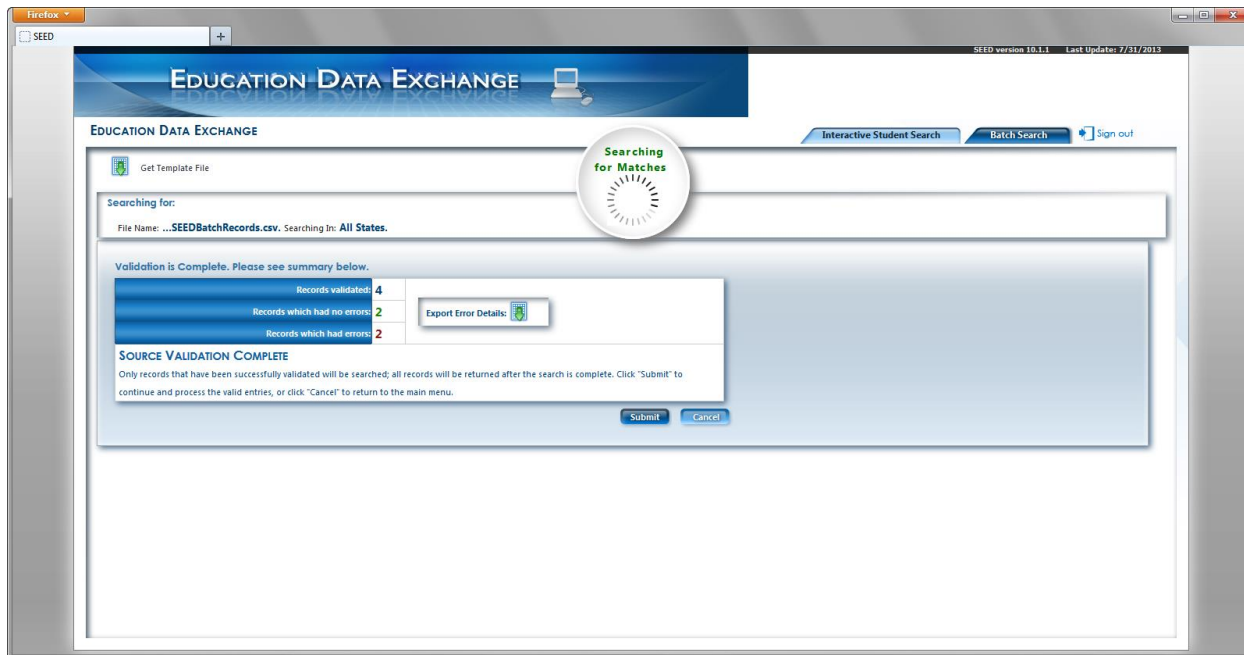 Firefox
SEED
+
SEED version 10.1.1 Last Update: 7/31/2013
EDUCATION DATA EXCHANGE
EDUCATION DATA EXCHANGE
Interactive Student Search
Batch Search
Sign out
Searching
for Matches
Get Template File
Searching for:
File Name: ...SEEDBatchRecords.csv. Searching In: All States.
Validation is Complete. Please see summary below.
Records validated: 4
Records which had no errors: 2
Export Error Details:
Records which had errors: 2
SOURCE VALIDATION COMPLETE
Only records that have been successfully validated will be searched; all records will be returned after the search is complete. Click "Submit" to
continue and process the valid entries, or click "Cancel" to return to the main menu.
Submit
Cancel